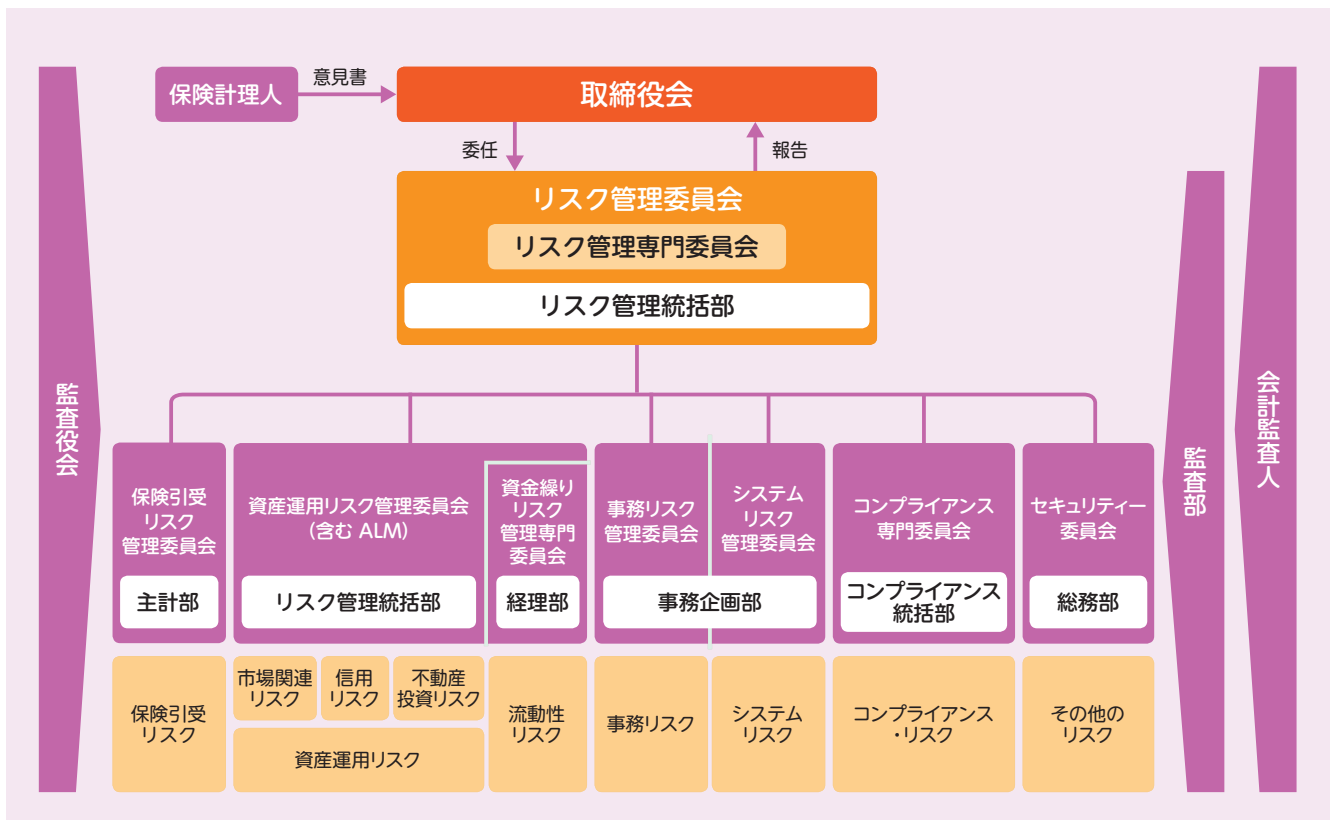 保険計理人
意見書
取締役会
委任
報告
リスク管理委員会
リスク管理専門委員会
リスク管理統括部
監査役会
監査部
会計監査人
保険引受
リスク
管理委員会
主計部
資産運用リスク管理委員会
(含む ALM)
リスク管理統括部
資金繰り
リスク
管理専門
委員会
経理部
事務リスク
管理委員会
システム
リスク
管理委員会
事務企画部
コンプライアンス
専門委員会
コンプライアンス
統括部
セキュリティー
委員会
総務部
保険引受
リスク
市場関連
リスク
信用
リスク
不動産
投資リスク
資産運用リスク
流動性
リスク
事務リスク
システム
リスク
コンプライアンス
・リスク
その他の
リスク